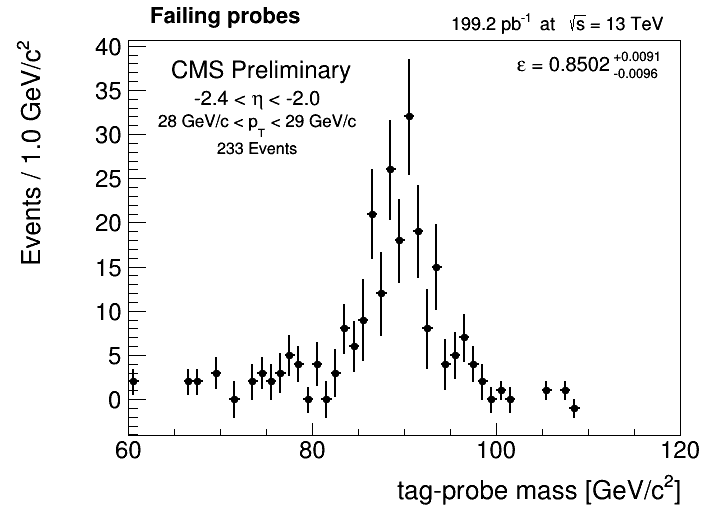 Failing probes
199.2 pb⁻¹ at √s = 13 TeV
CMS Preliminary
-2.4 < η < -2.0
28 GeV/c < p_T < 29 GeV/c
233 Events
ε = 0.8502 +0.0091 -0.0096
Events / 1.0 GeV/c²
40
35
30
25
20
15
10
5
0
60 80 100 120
tag-probe mass [GeV/c²]